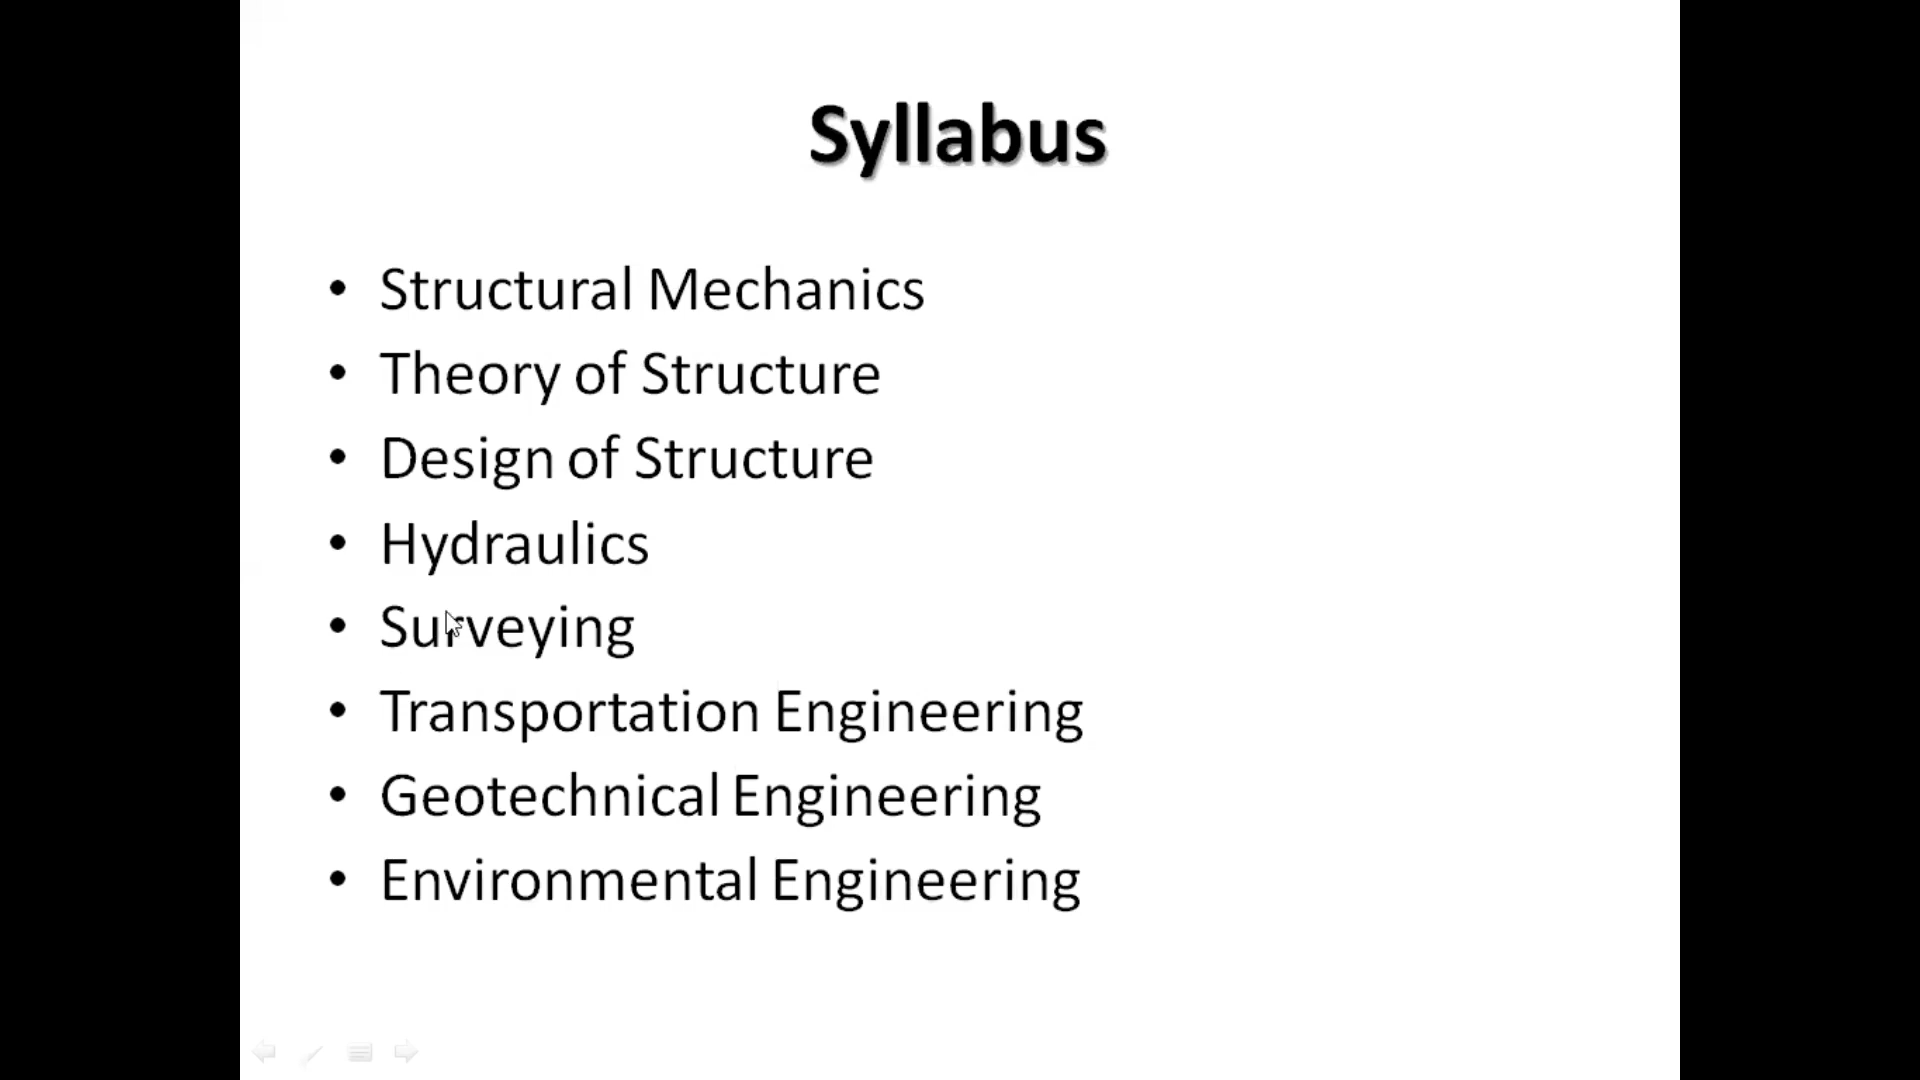 Syllabus
• Structural Mechanics
• Theory of Structure
• Design of Structure
• Hydraulics
• Surveying
• Transportation Engineering
• Geotechnical Engineering
• Environmental Engineering